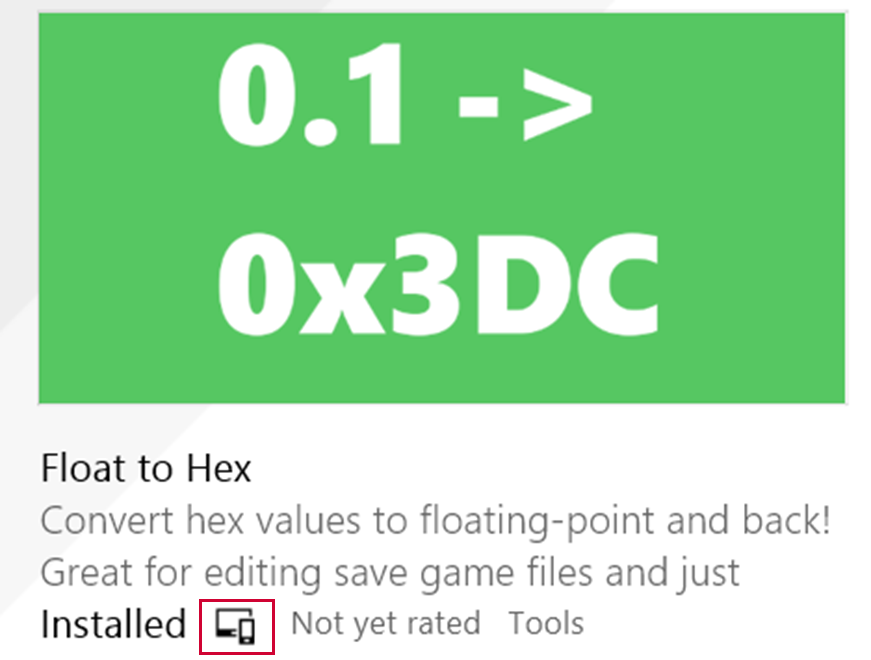 0.1 ->
0x3DC
Float to Hex
Convert hex values to floating-point and back!
Great for editing save game files and just
Installed Not yet rated Tools